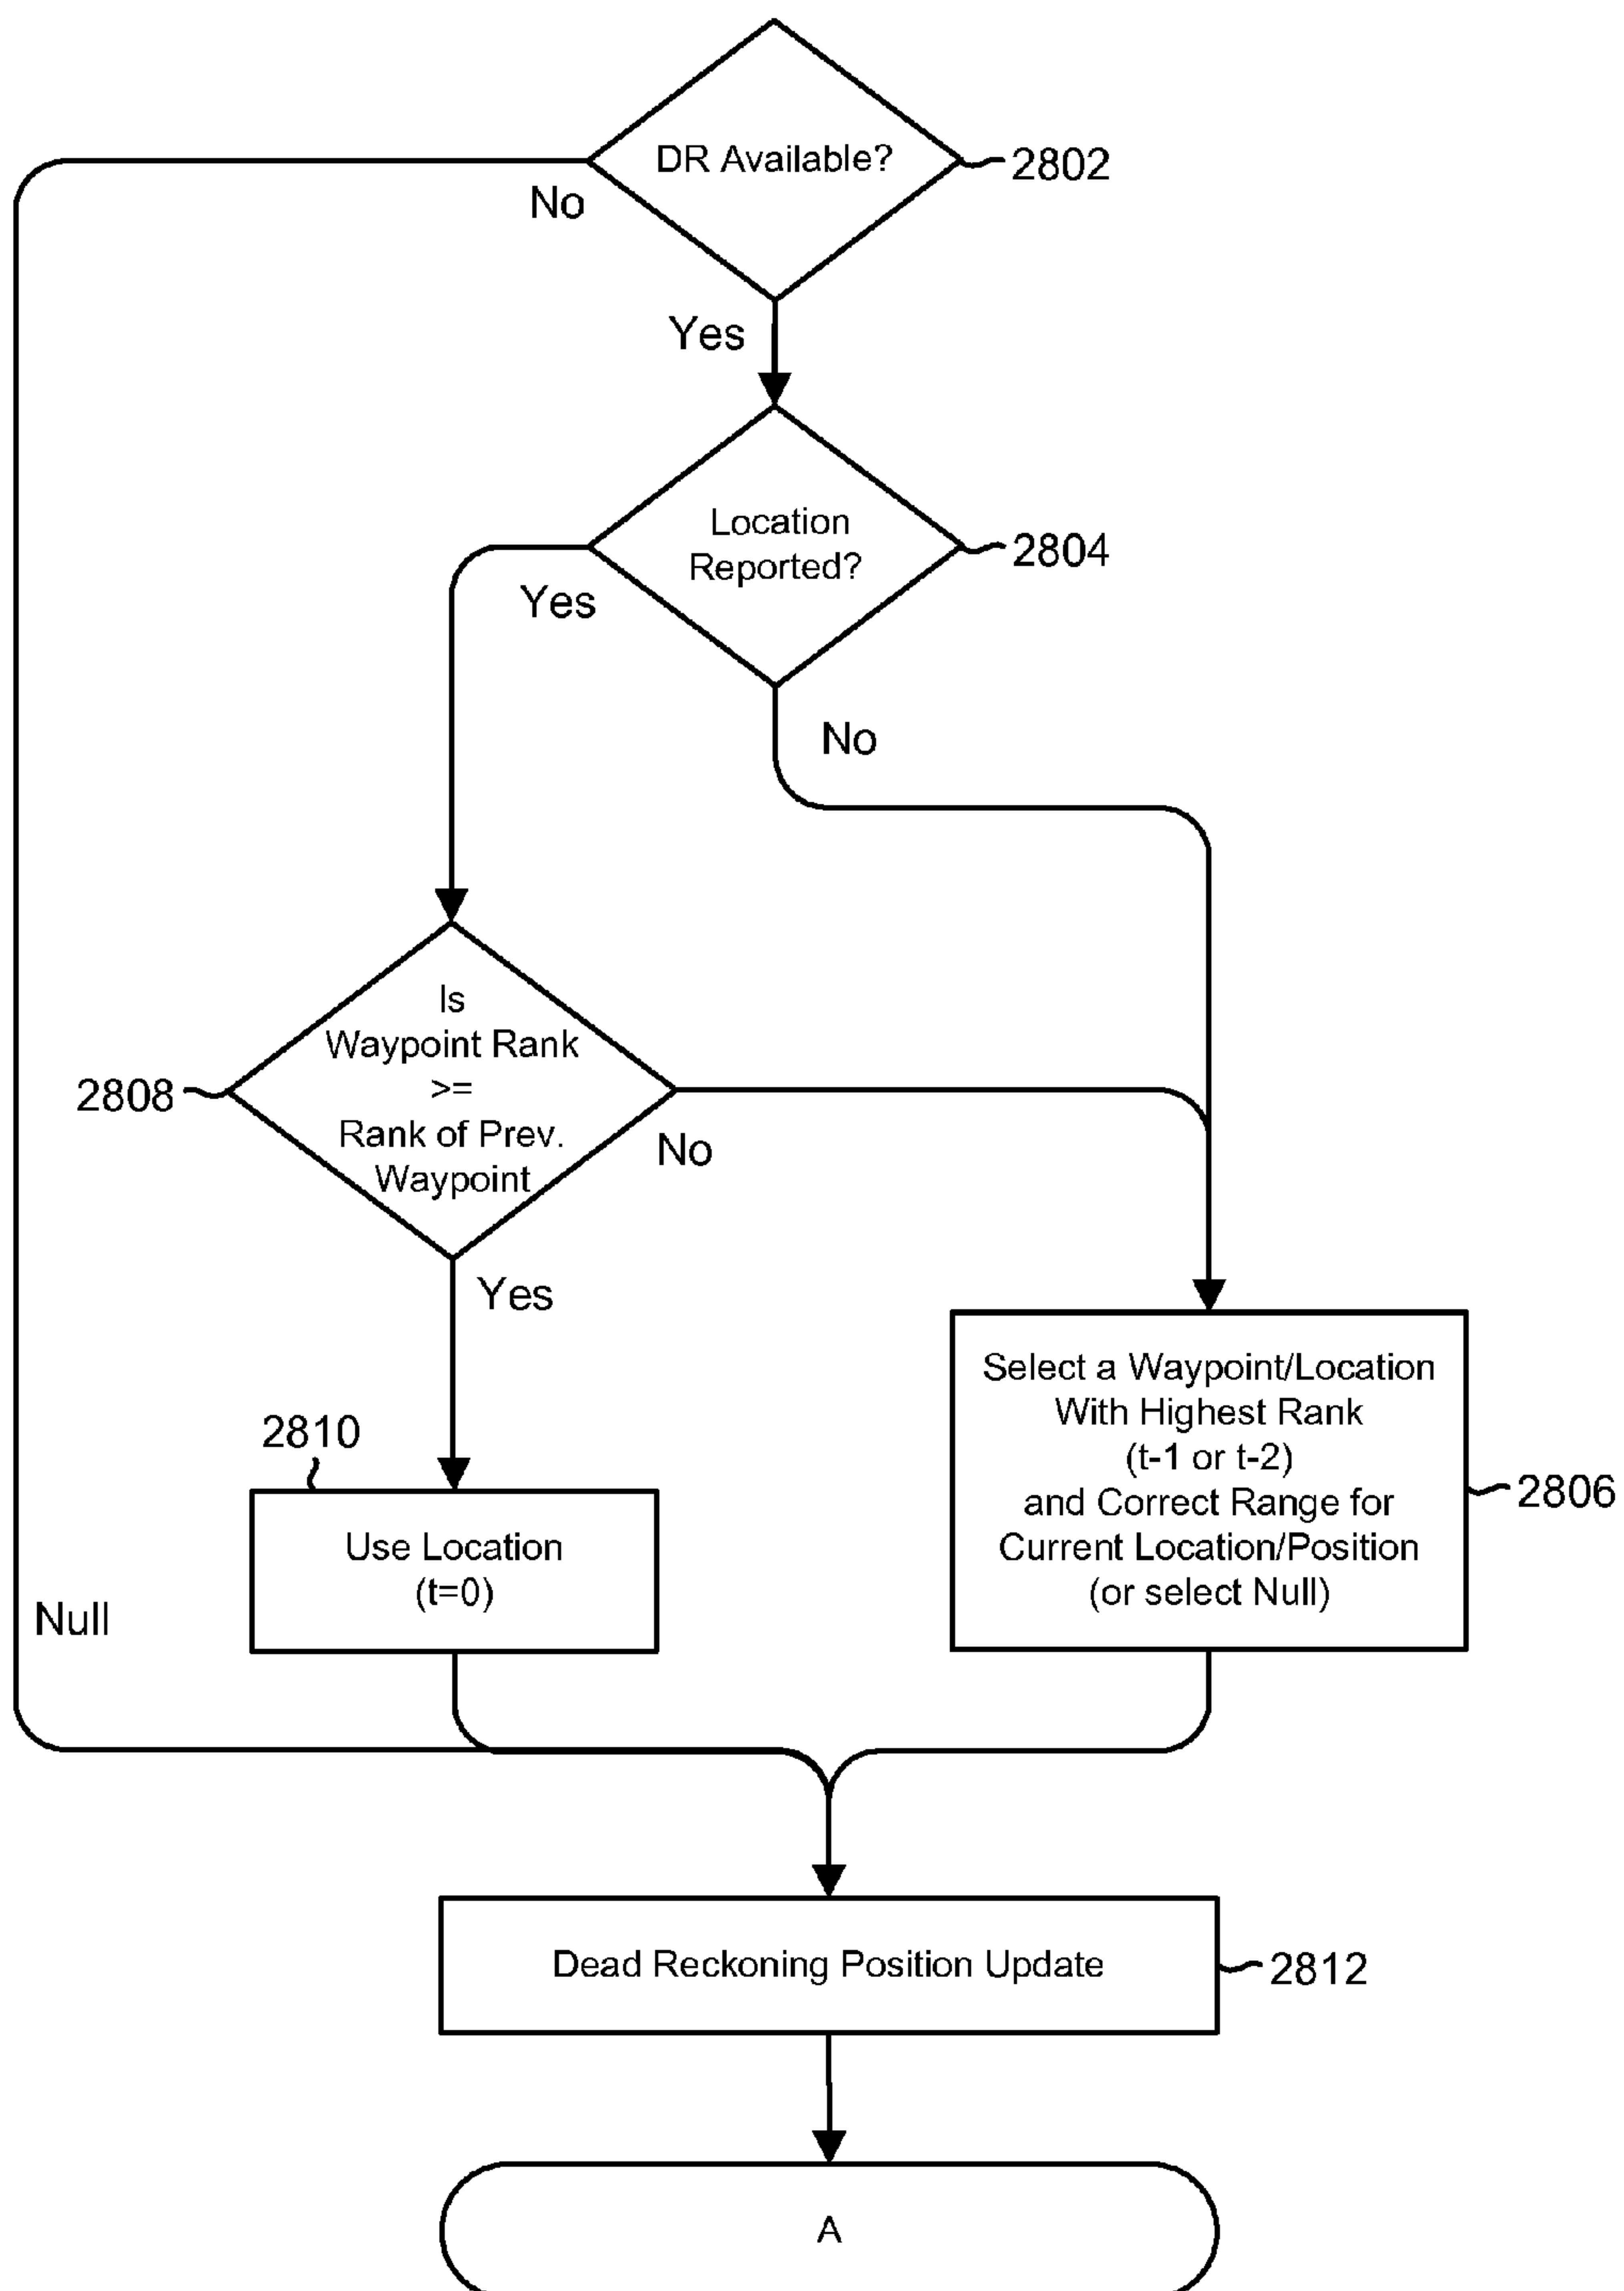 DR Available?
2802
No
Yes
Location
Reported?
2804
Yes
No
Is
Waypoint Rank
>=
Rank of Prev.
Waypoint
2808
No
Yes
Select a Waypoint/Location
With Highest Rank
(t-1 or t-2)
and Correct Range for
Current Location/Position
(or select Null)
2806
2810
Use Location
(t=0)
Null
Dead Reckoning Position Update
2812
A